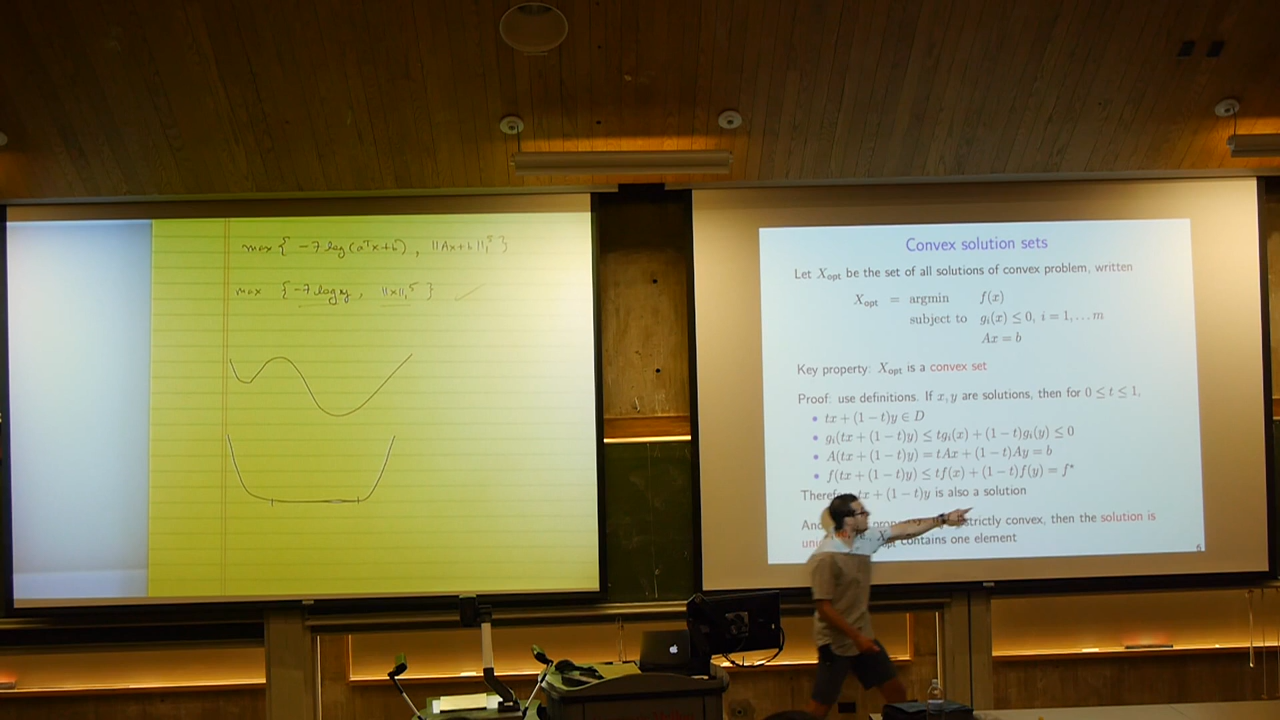 max { -7 log (aᵀx+b) , ||Ax+b||₁⁵ }
max { -7 log y , ||x||₁⁵ } ✓
Convex solution sets
Let X_opt be the set of all solutions of convex problem, written
X_opt = argmin f(x)
subject to g_i(x) ≤ 0, i = 1, . . . m
Ax = b
Key property: X_opt is a convex set
Proof: use definitions. If x, y are solutions, then for 0 ≤ t ≤ 1,
• tx + (1 − t)y ∈ D
• g_i(tx + (1 − t)y) ≤ tg_i(x) + (1 − t)g_i(y) ≤ 0
• A(tx + (1 − t)y) = tAx + (1 − t)Ay = b
• f(tx + (1 − t)y) ≤ tf(x) + (1 − t)f(y) = f*
tx + (1 − t)y is also a solution
strictly convex, then the solution is
contains one element
6